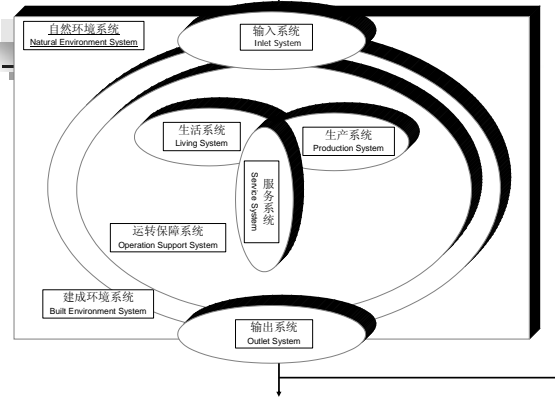 自然环境系统
Natural Environment System
输入系统
Inlet System
生活系统
Living System
生产系统
Production System
服务系统
Service System
运转保障系统
Operation Support System
建成环境系统
Built Environment System
输出系统
Outlet System